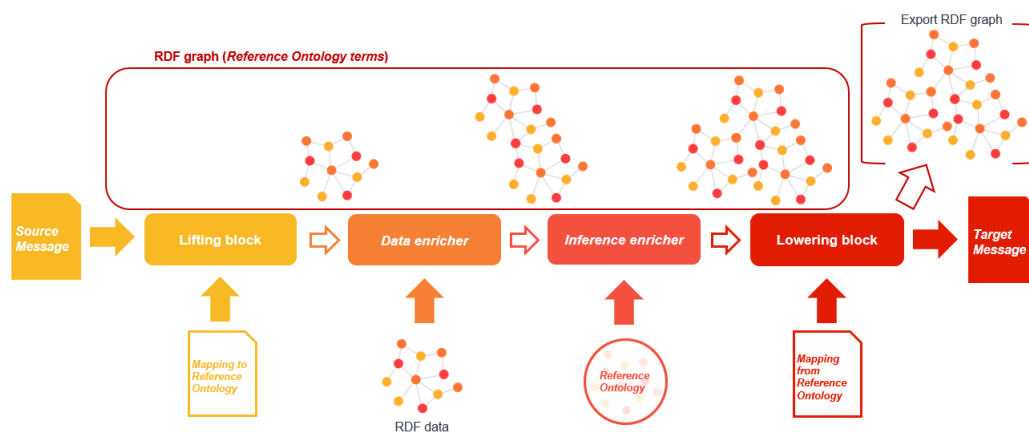 Export RDF graph
RDF graph (Reference Ontology terms)
Source
Message
Lifting block
Data enricher
Inference enricher
Lowering block
Target
Message
Mapping to
Reference
Ontology
RDF data
Reference
Ontology
Mapping
from
Reference
Ontology